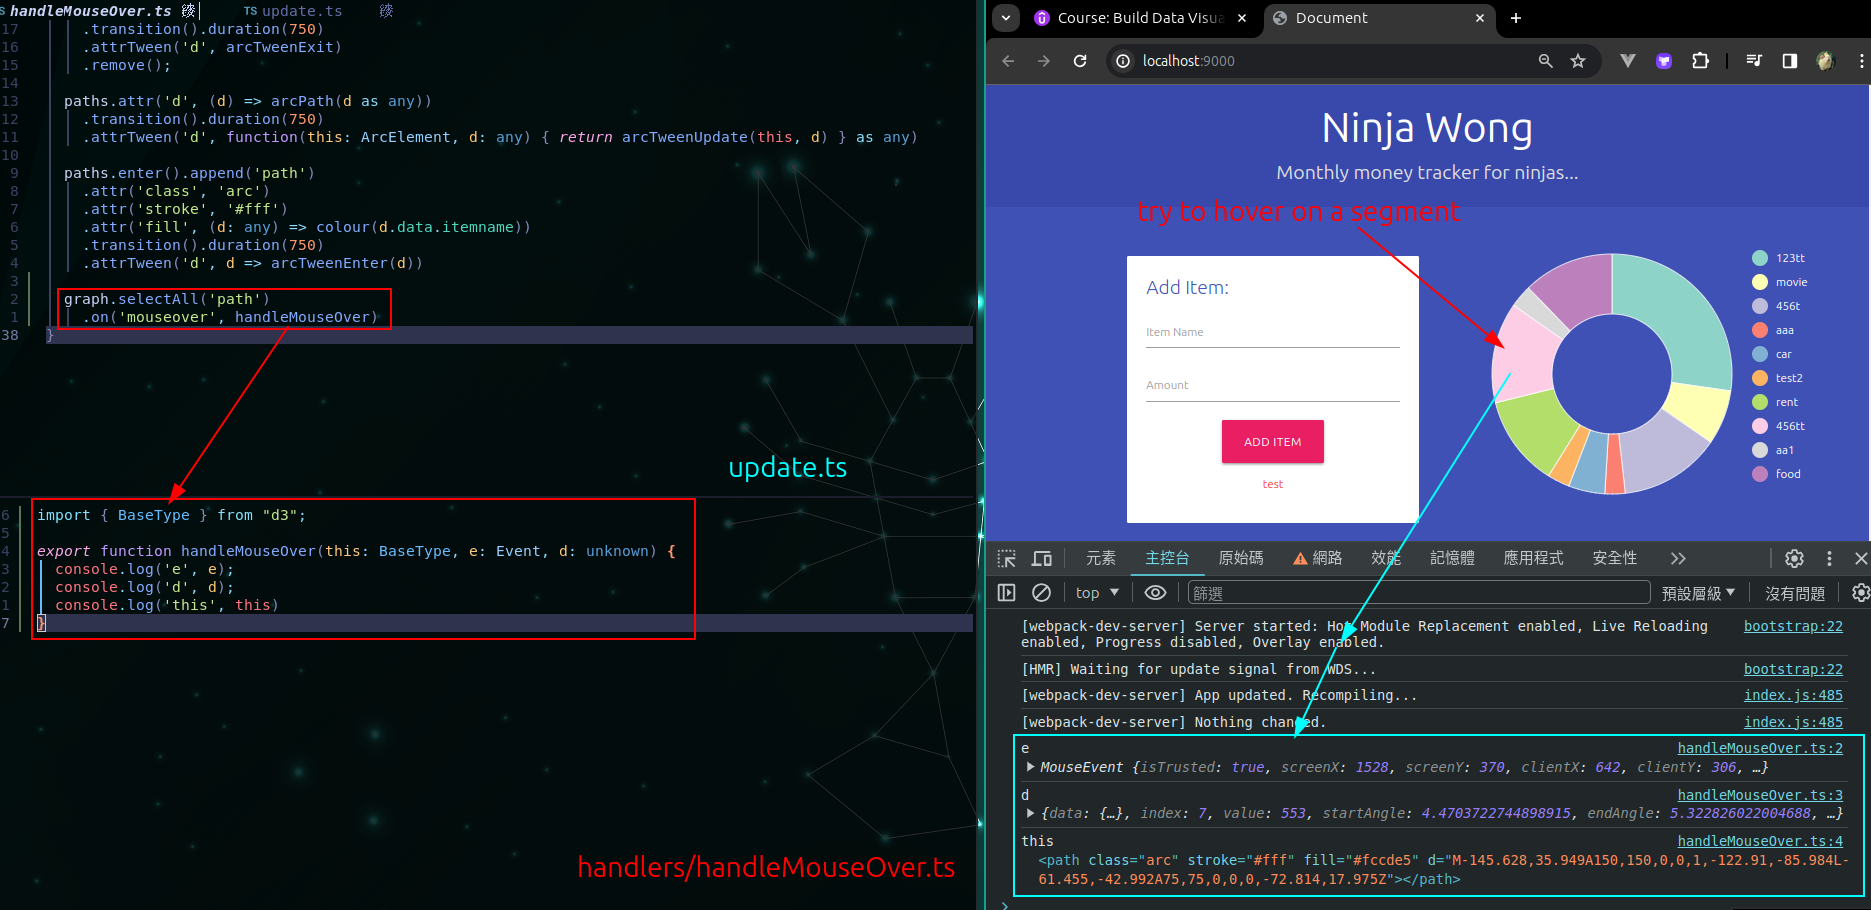 TS handleMouseOver.ts
TS update.ts
17 .transition().duration(750)
16 .attrTween('d', arcTweenExit)
15 .remove();
14
13 paths.attr('d', (d) => arcPath(d as any))
12 .transition().duration(750)
11 .attrTween('d', function(this: ArcElement, d: any) { return arcTweenUpdate(this, d) } as any)
10
9 paths.enter().append('path')
8 .attr('class', 'arc')
7 .attr('stroke', '#fff')
6 .attr('fill', (d: any) => colour(d.data.itemname))
5 .transition().duration(750)
4 .attrTween('d', d => arcTweenEnter(d))
3
2 graph.selectAll('path')
1 .on('mouseover', handleMouseOver)
38 }
update.ts
6 import { BaseType } from "d3";
5
4 export function handleMouseOver(this: BaseType, e: Event, d: unknown) {
3 console.log('e', e);
2 console.log('d', d);
1 console.log('this', this)
7 }
handlers/handleMouseOver.ts
Course: Build Data Visua
Document
localhost:9000
Ninja Wong
Monthly money tracker for ninjas...
try to hover on a segment
Add Item:
Item Name
Amount
ADD ITEM
test
123tt
movie
456t
aaa
car
test2
rent
456tt
aa1
food
元素 主控台 原始碼 網路 效能 記憶體 應用程式 安全性
top 篩選 預設層級 沒有問題
[webpack-dev-server] Server started: Hot Module Replacement enabled, Live Reloading bootstrap:22
enabled, Progress disabled, Overlay enabled.
[HMR] Waiting for update signal from WDS... bootstrap:22
[webpack-dev-server] App updated. Recompiling... index.js:485
[webpack-dev-server] Nothing changed. index.js:485
e handleMouseOver.ts:2
MouseEvent {isTrusted: true, screenX: 1528, screenY: 370, clientX: 642, clientY: 306, …}
d handleMouseOver.ts:3
{data: {…}, index: 7, value: 553, startAngle: 4.4703722744898915, endAngle: 5.322826022004688, …}
this handleMouseOver.ts:4
<path class="arc" stroke="#fff" fill="#fccde5" d="M-145.628,35.949A150,150,0,0,1,-122.91,-85.984L-
61.455,-42.992A75,75,0,0,0,-72.814,17.975Z"></path>